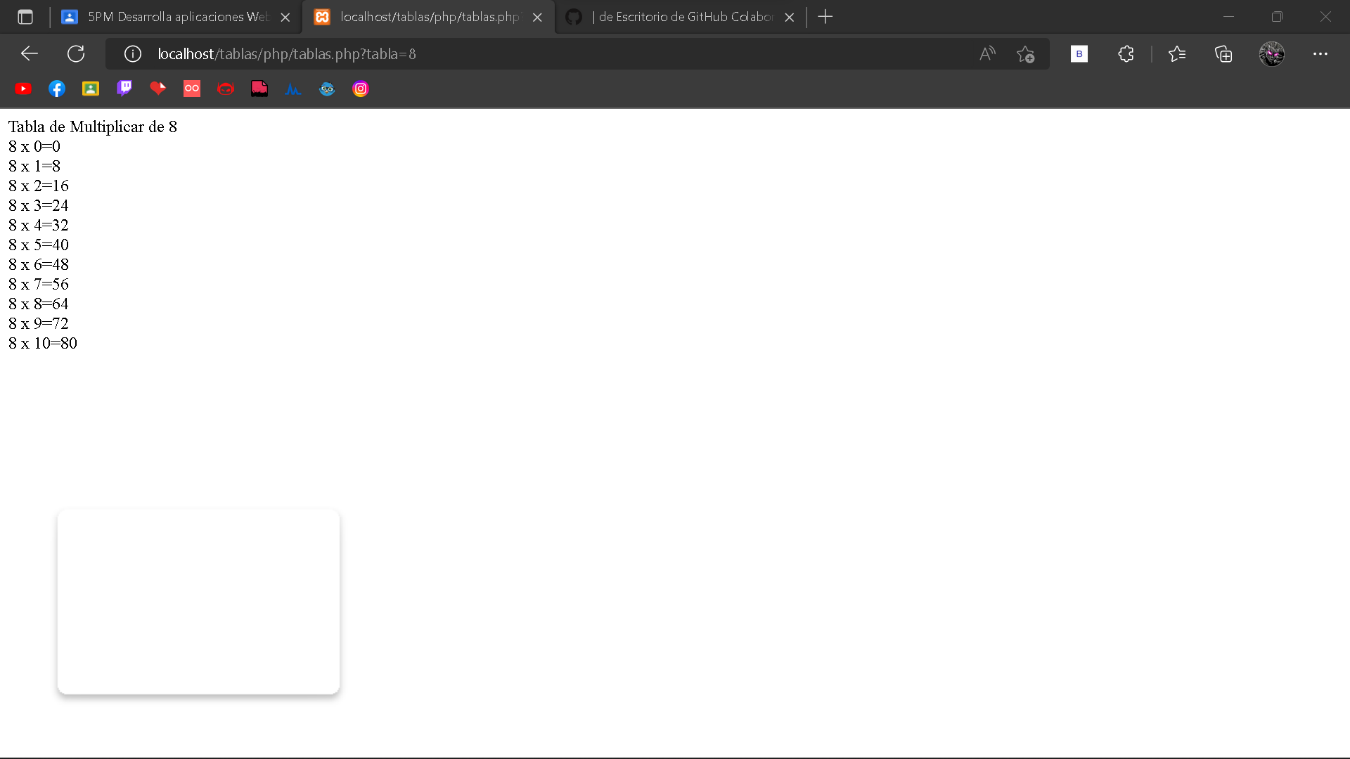 5PM Desarrolla aplicaciones Web
localhost/tablas/php/tablas.php?
| de Escritorio de GitHub Colabor
localhost/tablas/php/tablas.php?tabla=8
B
Tabla de Multiplicar de 8
8 x 0=0
8 x 1=8
8 x 2=16
8 x 3=24
8 x 4=32
8 x 5=40
8 x 6=48
8 x 7=56
8 x 8=64
8 x 9=72
8 x 10=80